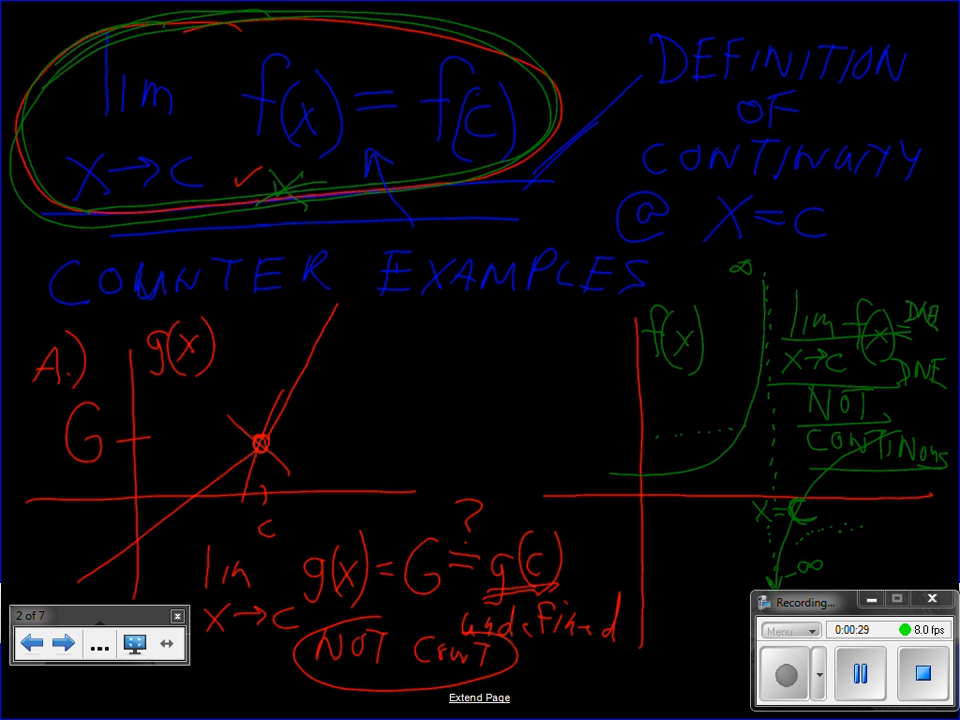 lim f(x) = f(c)
x→c
DEFINITION
OF
CONTINUITY
@ x = c
COUNTER EXAMPLES
A.) g(x)
G
c
lim g(x) = G ≟ g(c)
x→c
undefined
NOT CONT
∞
f(x)
lim f(x) = DNE
x→c DNE
NOT
CONTINOUS
x = c
-∞
2 of 7
...
Recording...
Menu
0:00:29
8.0 fps
Extend Page